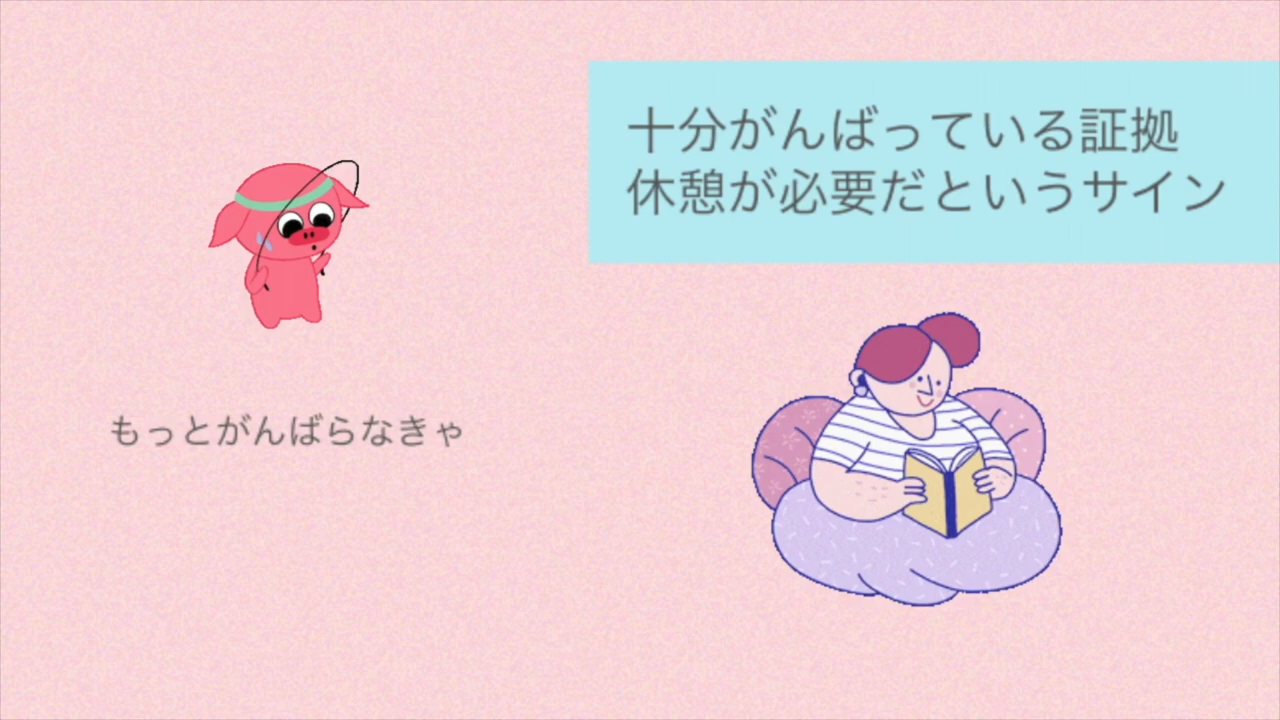 十分がんばっている証拠
休憩が必要だというサイン
もっとがんばらなきゃ